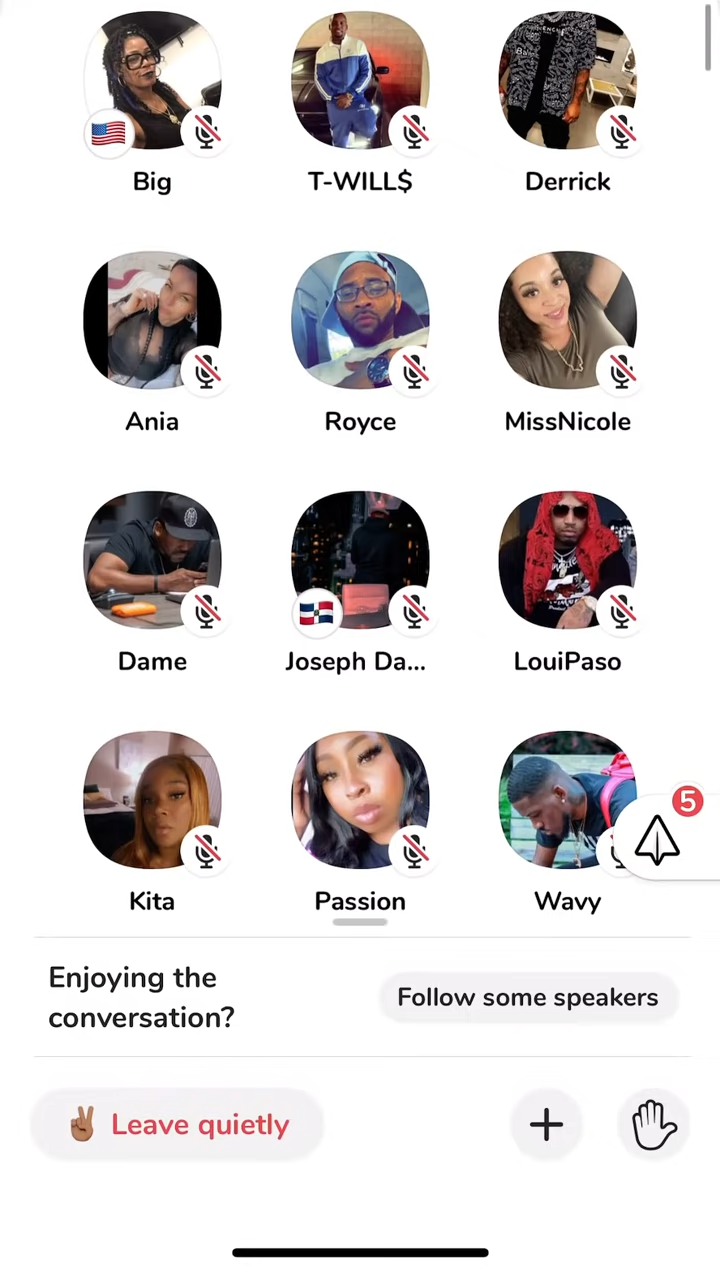 Big
T-WILL$
Derrick
Ania
Royce
MissNicole
Dame
Joseph Da...
LouiPaso
Kita
Passion
Wavy
5
Enjoying the
conversation?
Follow some speakers
Leave quietly